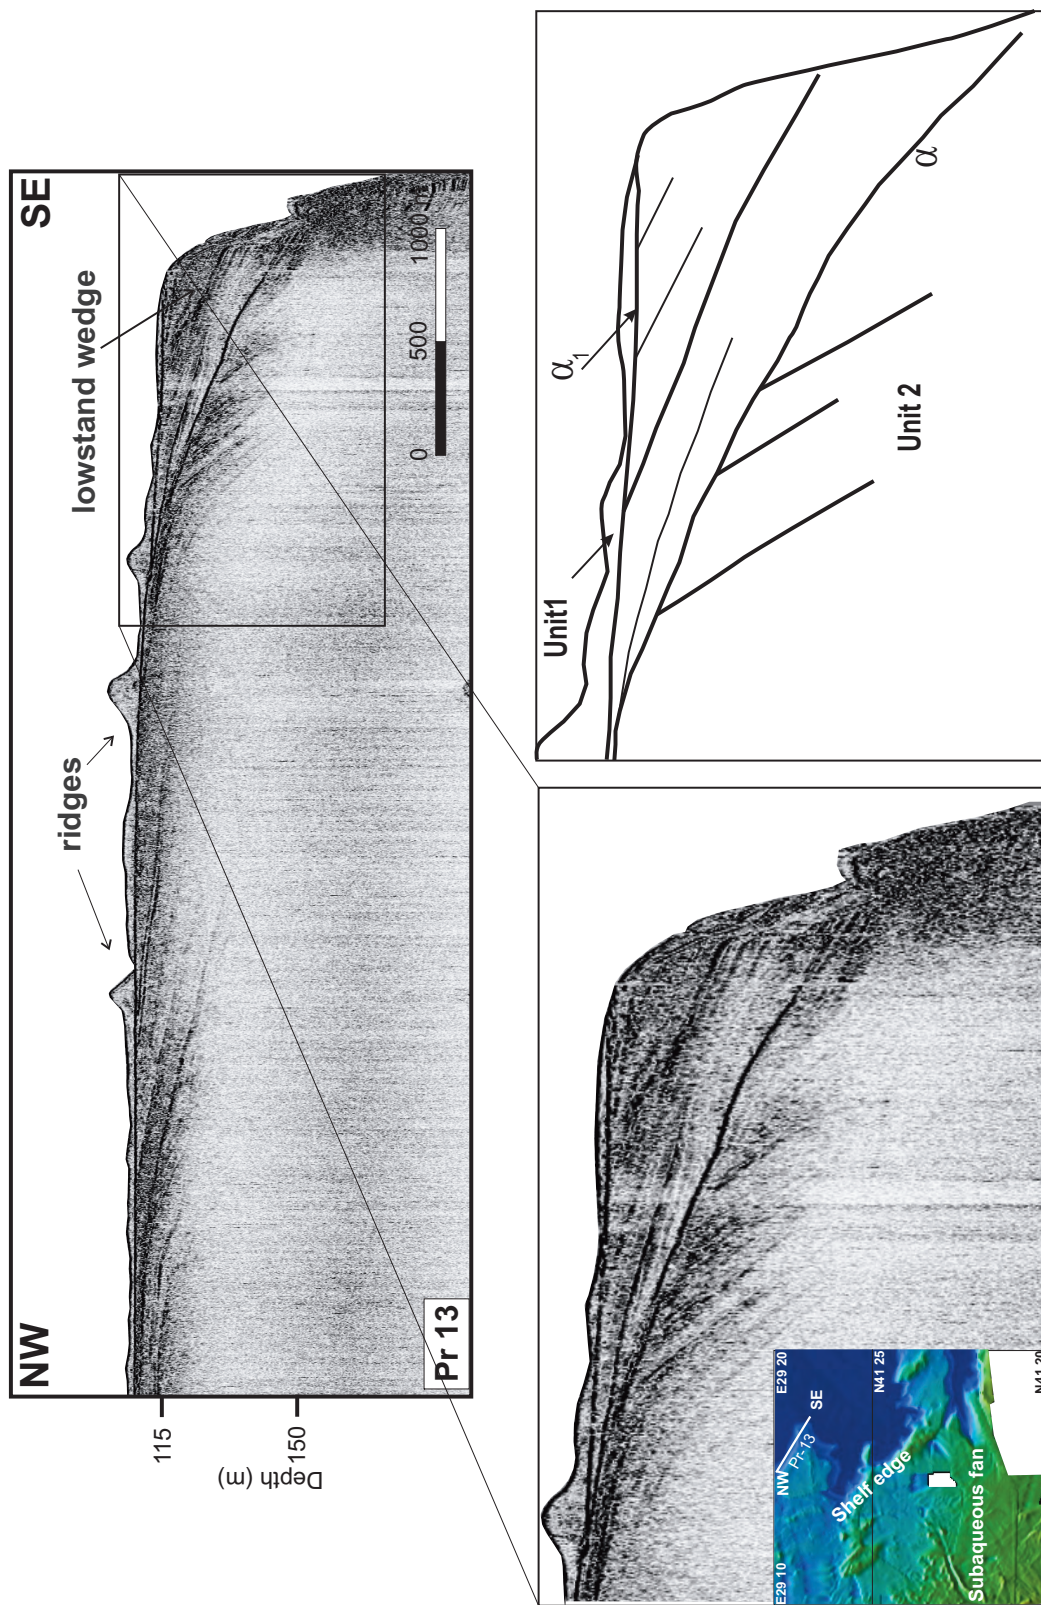 NW
SE
ridges
lowstand wedge
115
150
Depth (m)
Pr 13
0
500
1000
E29 10
E29 20
NW
SE
Pr-13
Shelf edge
N41 25
Subaqueous fan
Unit1
α1
α
Unit 2